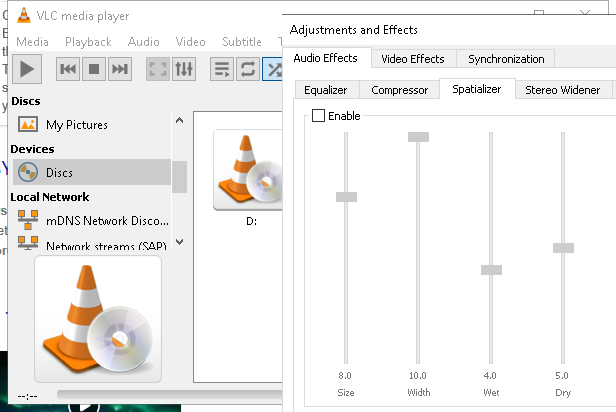 VLC media player
Media Playback Audio Video Subtitle
Discs
My Pictures
Devices
Discs
Local Network
mDNS Network Disco...
Network streams (SAP)
D:
--:--
Adjustments and Effects
Audio Effects Video Effects Synchronization
Equalizer Compressor Spatializer Stereo Widener
Enable
8.0 10.0 4.0 5.0
Size Width Wet Dry